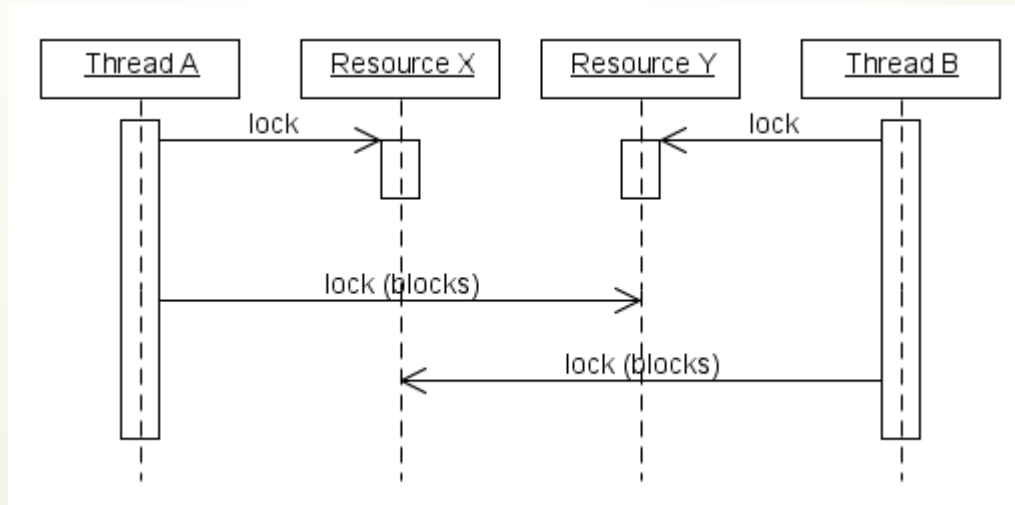 Thread A
Resource X
Resource Y
Thread B
lock
lock
lock (blocks)
lock (blocks)